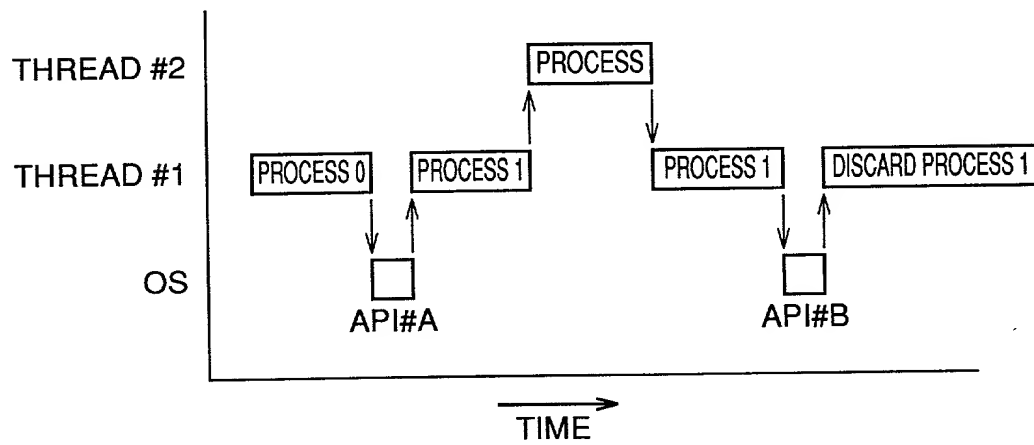 THREAD #2
PROCESS
THREAD #1
PROCESS 0
PROCESS 1
PROCESS 1
DISCARD PROCESS 1
OS
API#A
API#B
TIME